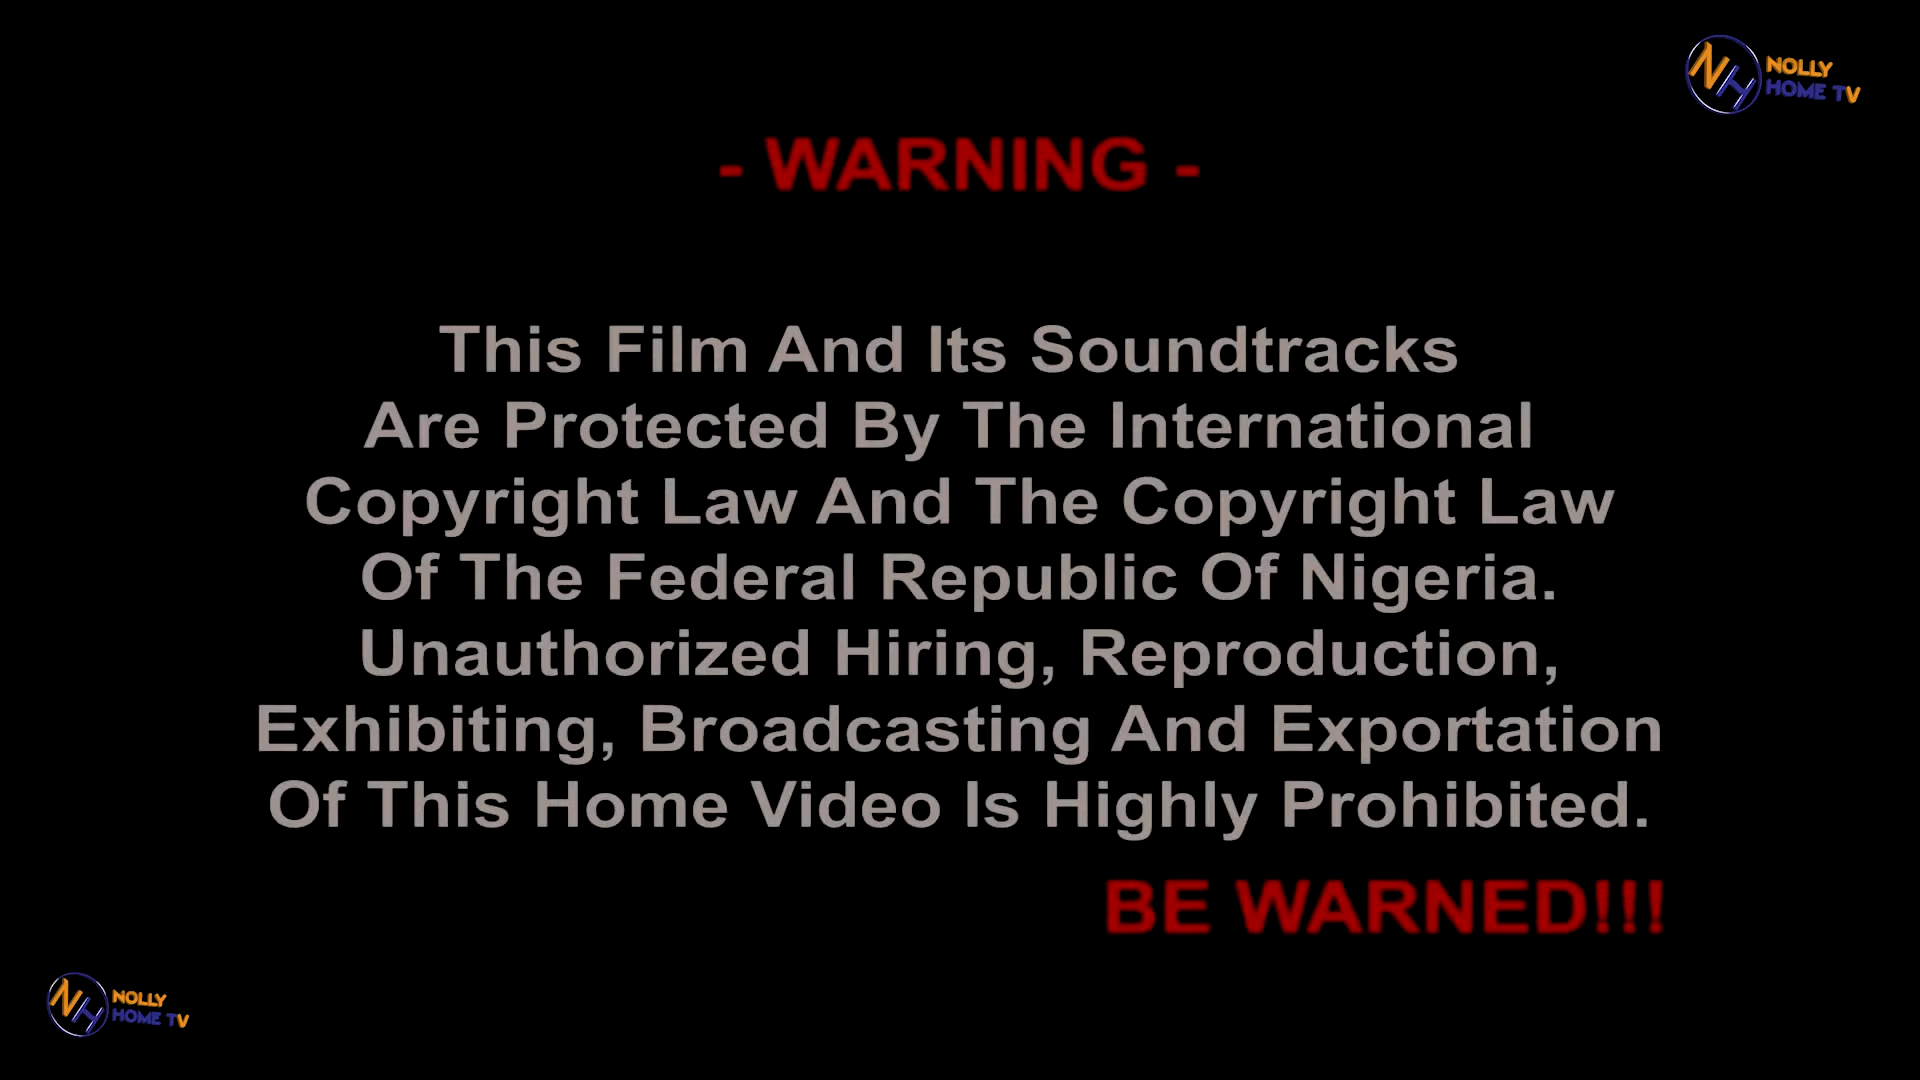 NOLLY
HOME TV
- WARNING -
This Film And Its Soundtracks
Are Protected By The International
Copyright Law And The Copyright Law
Of The Federal Republic Of Nigeria.
Unauthorized Hiring, Reproduction,
Exhibiting, Broadcasting And Exportation
Of This Home Video Is Highly Prohibited.
BE WARNED!!!
NH
NOLLY
HOME TV